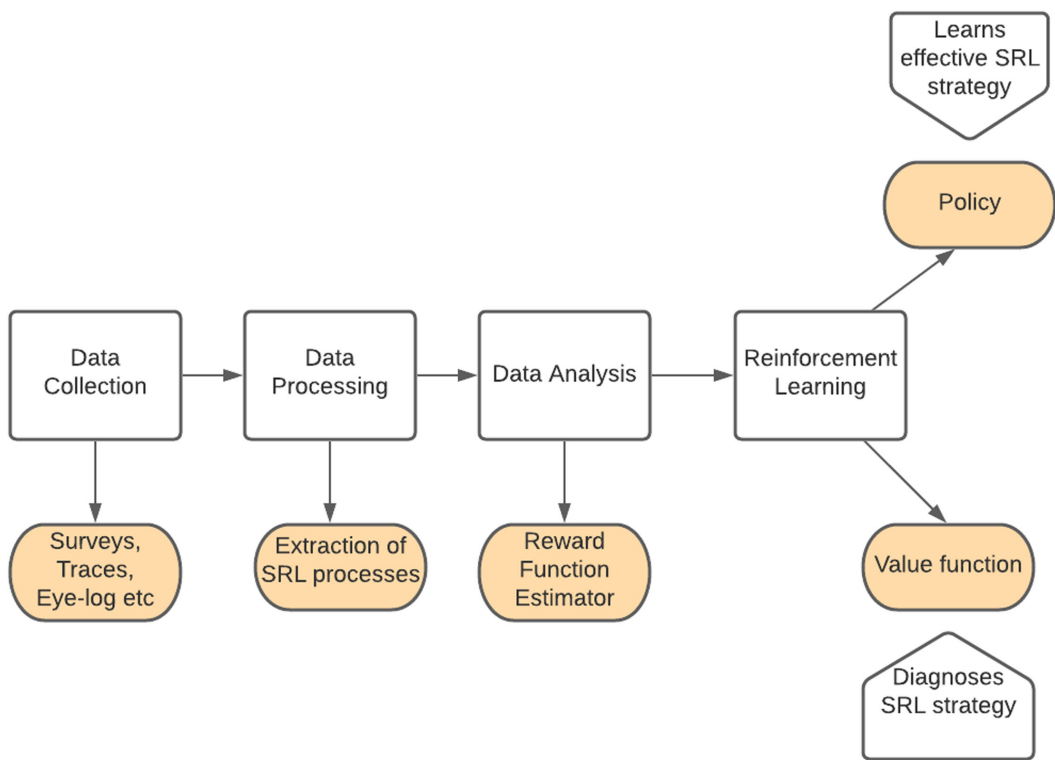 Learns
effective SRL
strategy
Policy
Data
Collection
Data
Processing
Data Analysis
Reinforcement
Learning
Surveys,
Traces,
Eye-log etc
Extraction of
SRL processes
Reward
Function
Estimator
Value function
Diagnoses
SRL strategy